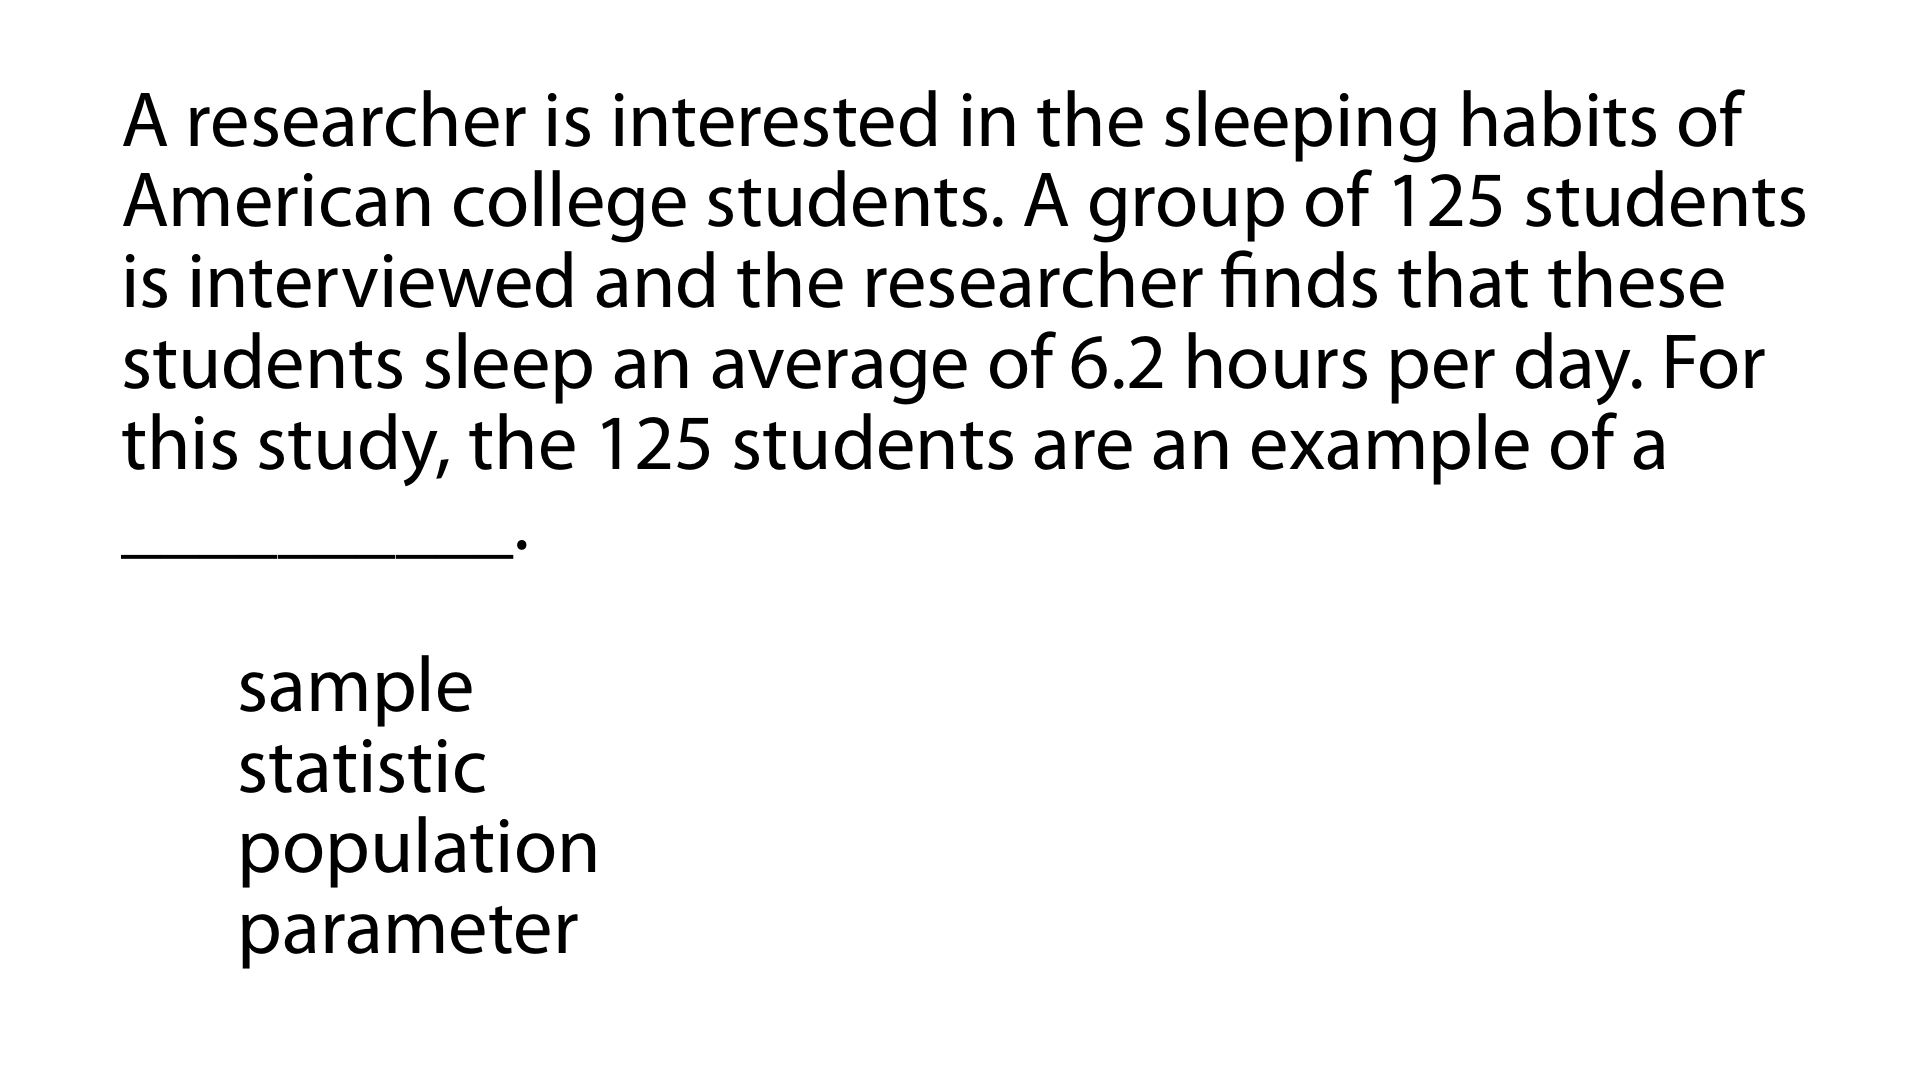 A researcher is interested in the sleeping habits of
American college students. A group of 125 students
is interviewed and the researcher finds that these
students sleep an average of 6.2 hours per day. For
this study, the 125 students are an example of a
__________.
sample
statistic
population
parameter